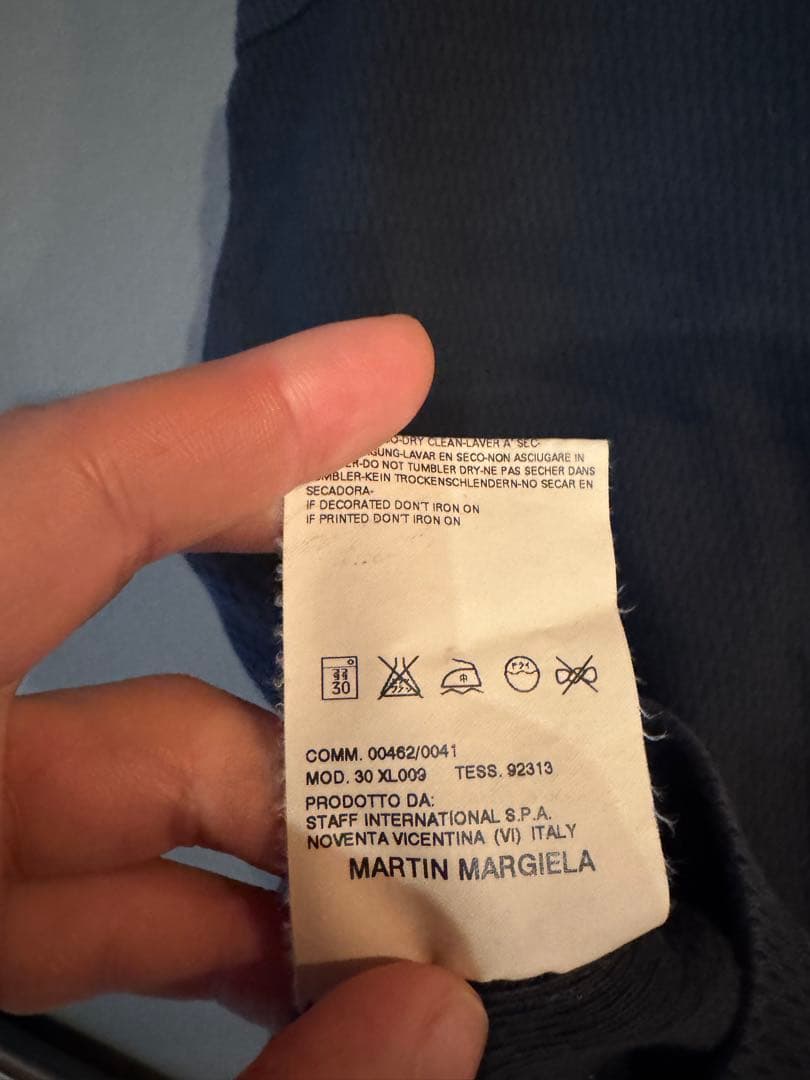 DRY CLEAN-LAVER A' SEC-
GUNG-LAVAR EN SECO-NON ASCIUGARE IN
ER-DO NOT TUMBLER DRY-NE PAS SECHER DANS
MBLER-KEIN TROCKENSCHLENDERN-NO SECAR EN
SECADORA-
IF DECORATED DON'T IRON ON
IF PRINTED DON'T IRON ON
30
COMM. 00462/0041
MOD. 30 XL009 TESS. 92313
PRODOTTO DA:
STAFF INTERNATIONAL S.P.A.
NOVENTA VICENTINA (VI) ITALY
MARTIN MARGIELA